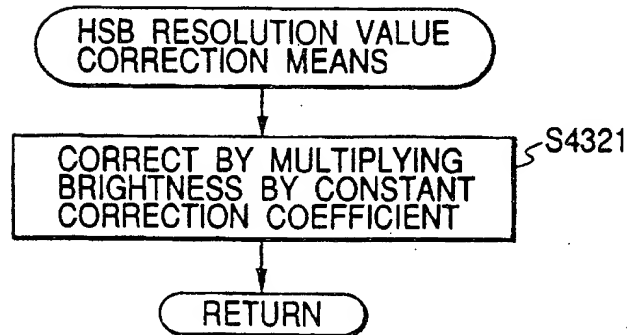 HSB RESOLUTION VALUE
CORRECTION MEANS
S4321
CORRECT BY MULTIPLYING
BRIGHTNESS BY CONSTANT
CORRECTION COEFFICIENT
RETURN